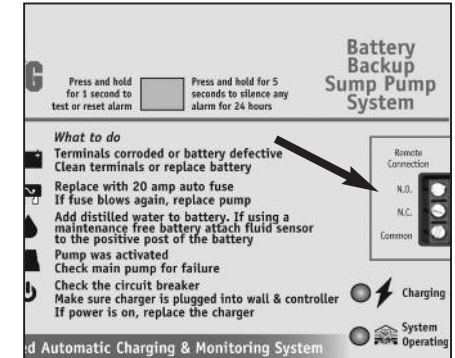 G
Press and hold
for 1 second to
test or reset alarm
Press and hold for 5
seconds to silence any
alarm for 24 hours
Battery
Backup
Sump Pump
System
What to do
Terminals corroded or battery defective
Clean terminals or replace battery
Replace with 20 amp auto fuse
If fuse blows again, replace pump
Add distilled water to battery. If using a
maintenance free battery attach fluid sensor
to the positive post of the battery
Pump was activated
Check main pump for failure
Check the circuit breaker
Make sure charger is plugged into wall & controller
If power is on, replace the charger
Remote
Connection
N.O.
N.C.
Common
Charging
System
Operating
ed Automatic Charging & Monitoring System